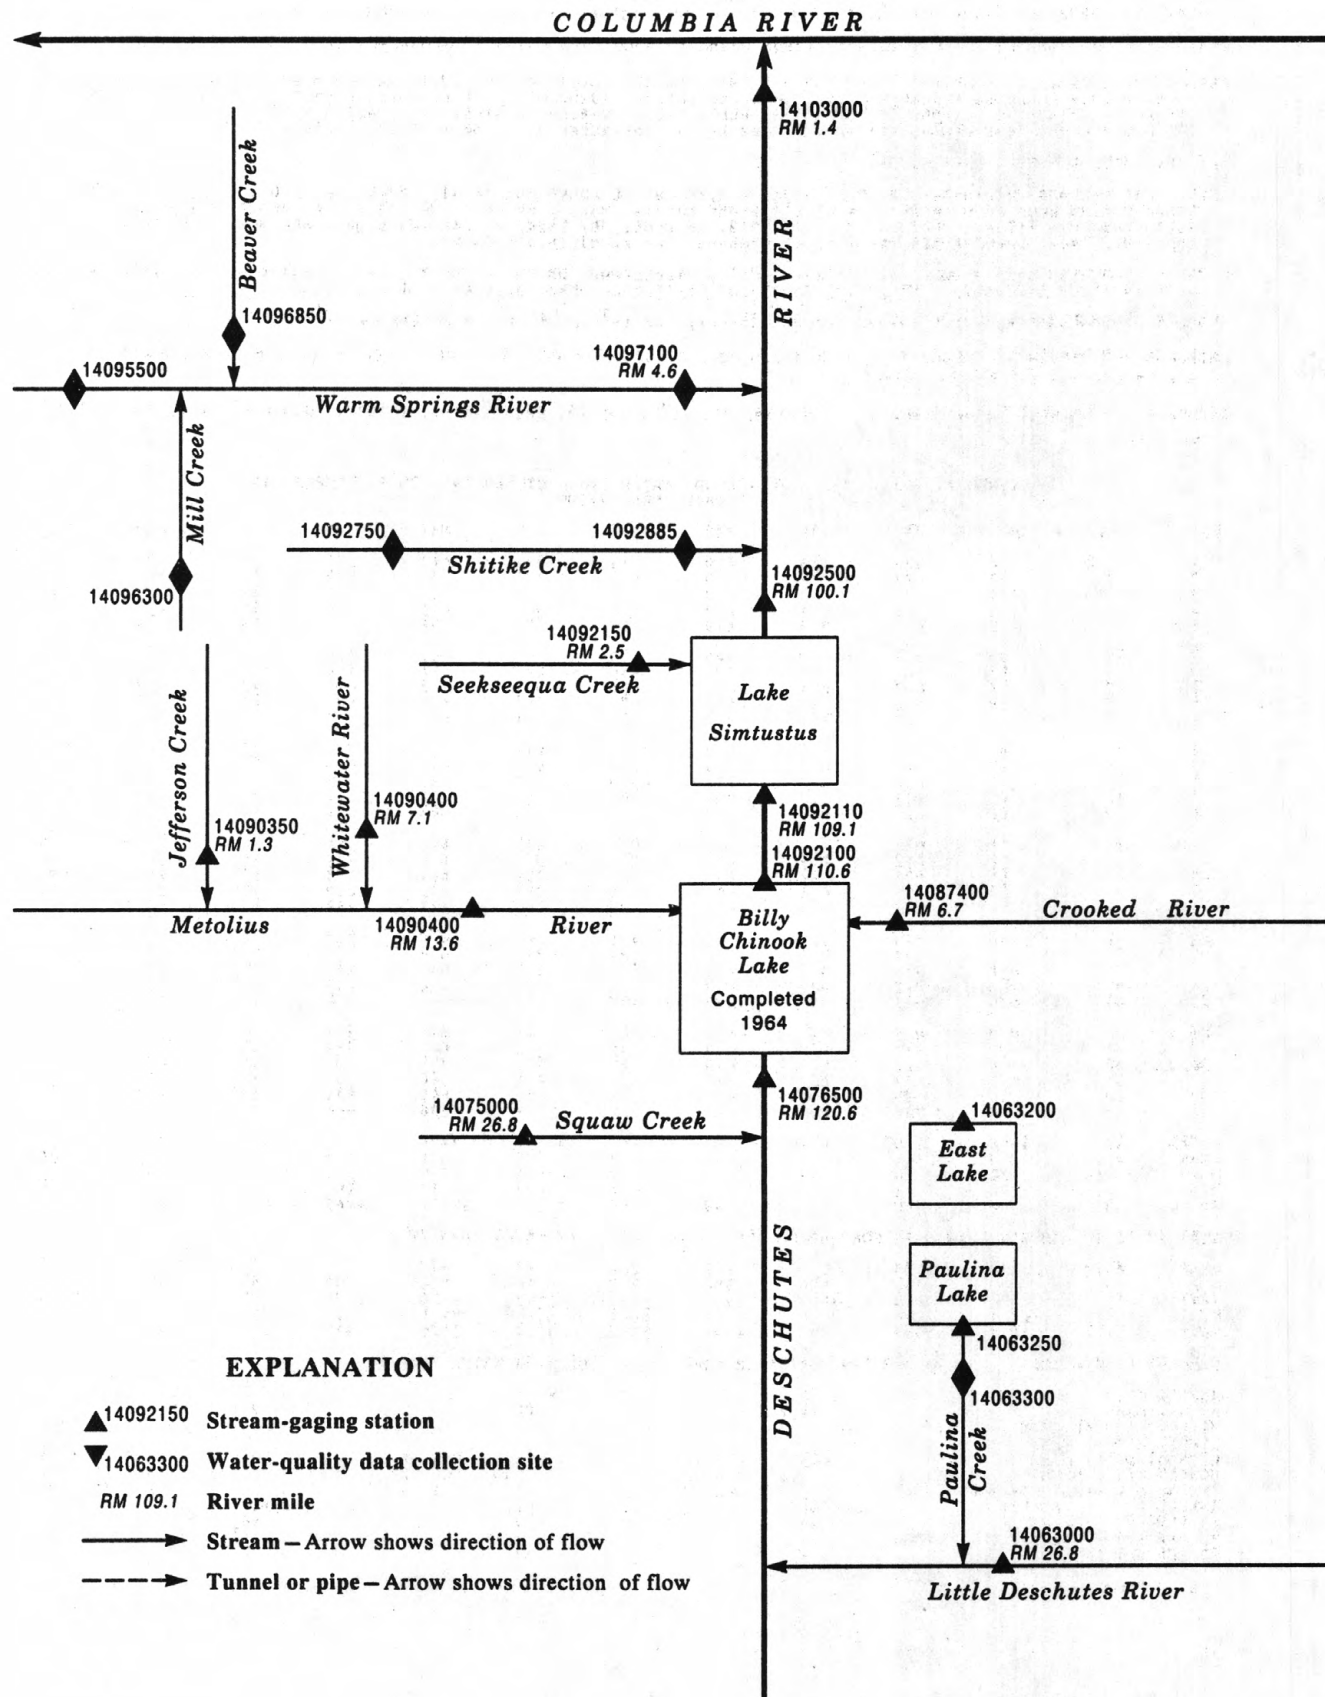 COLUMBIA RIVER
14103000
RM 1.4
Beaver Creek
RIVER
14096850
14095500
14097100
RM 4.6
Warm Springs River
Mill Creek
14092750
14092885
Shitike Creek
14092500
RM 100.1
14096300
14092150
RM 2.5
Seekseequa Creek
Lake
Simtustus
Jefferson Creek
Whitewater River
14090400
RM 7.1
14090350
RM 1.3
14092110
RM 109.1
14092100
RM 110.6
14087400
RM 6.7
Crooked River
Metolius River
14090400
RM 13.6
Billy
Chinook
Lake
Completed
1964
14076500
RM 120.6
14075000
RM 26.8
Squaw Creek
14063200
East
Lake
DESCHUTES
Paulina
Lake
14063250
14063300
Paulina
Creek
14063000
RM 26.8
Little Deschutes River
EXPLANATION
14092150 Stream-gaging station
14063300 Water-quality data collection site
RM 109.1 River mile
Stream—Arrow shows direction of flow
Tunnel or pipe—Arrow shows direction of flow